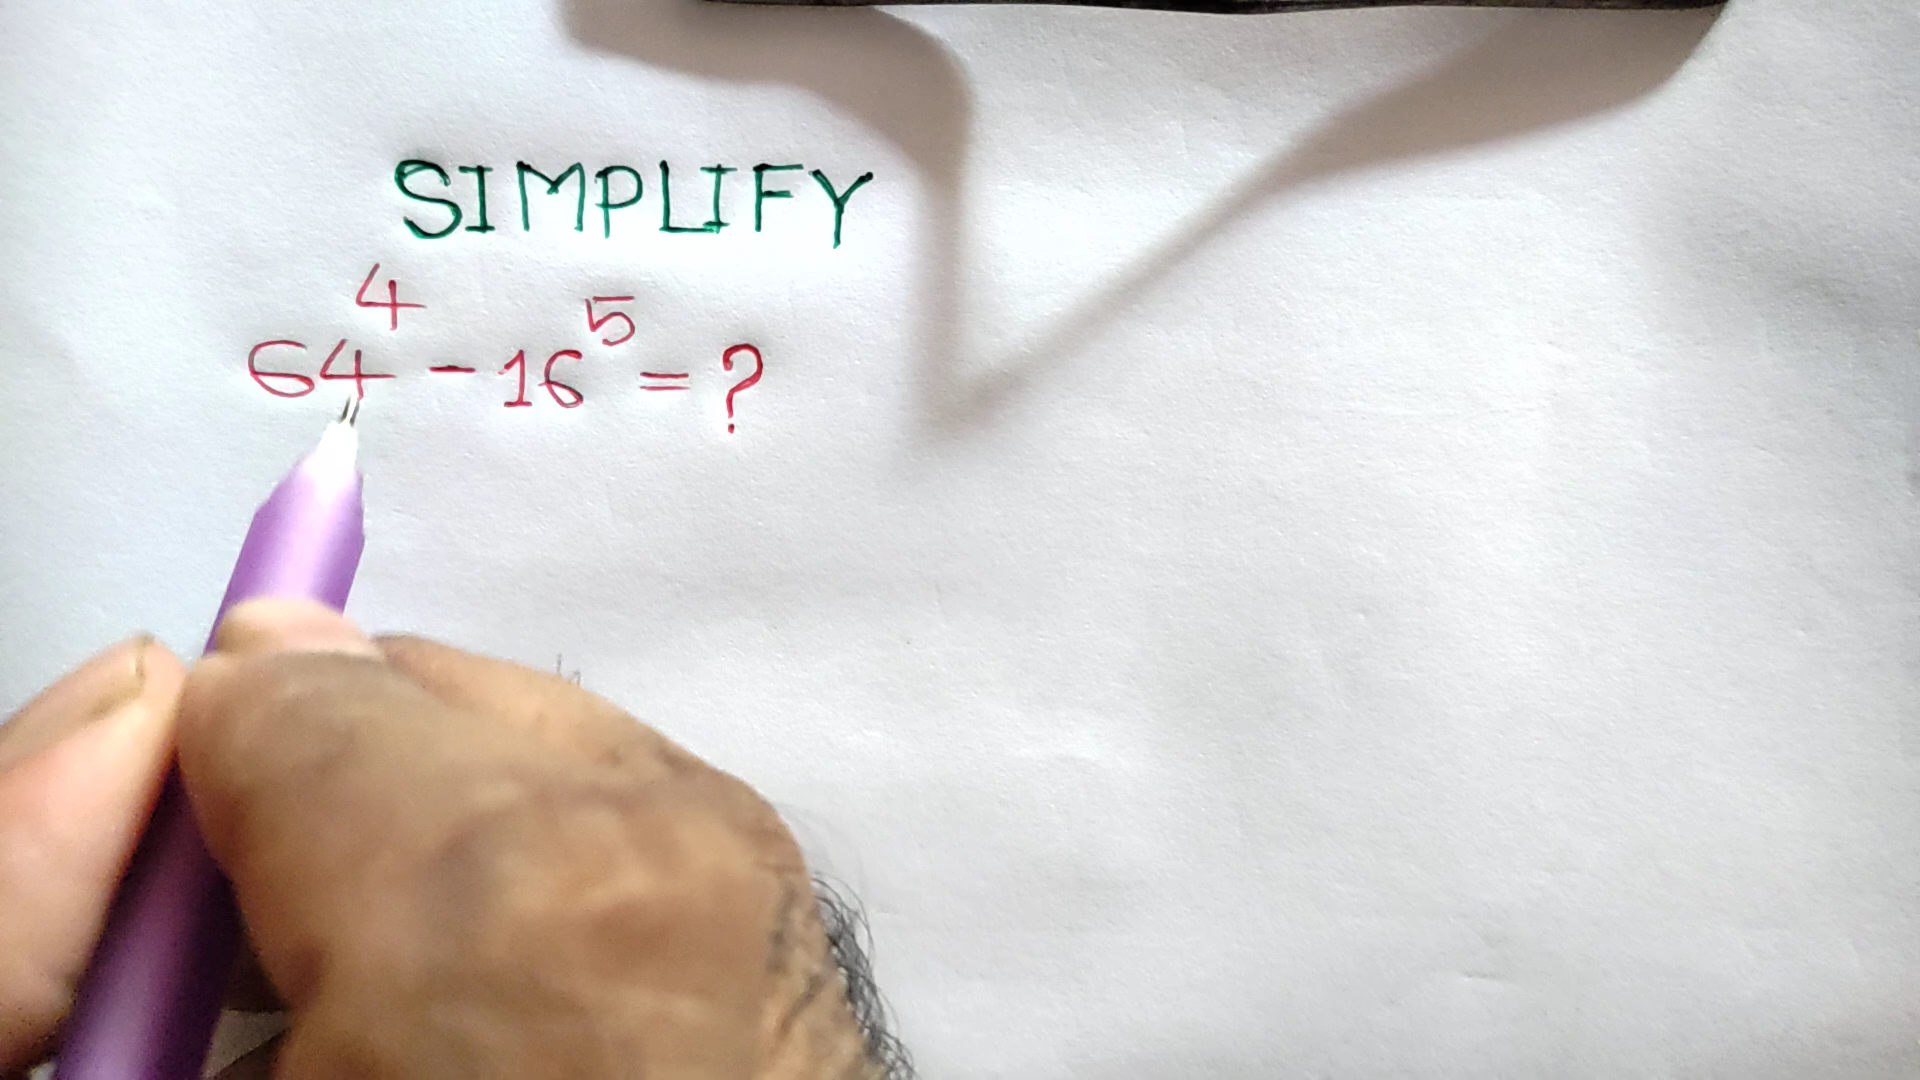 SIMPLIFY
64⁴ - 16⁵ = ?